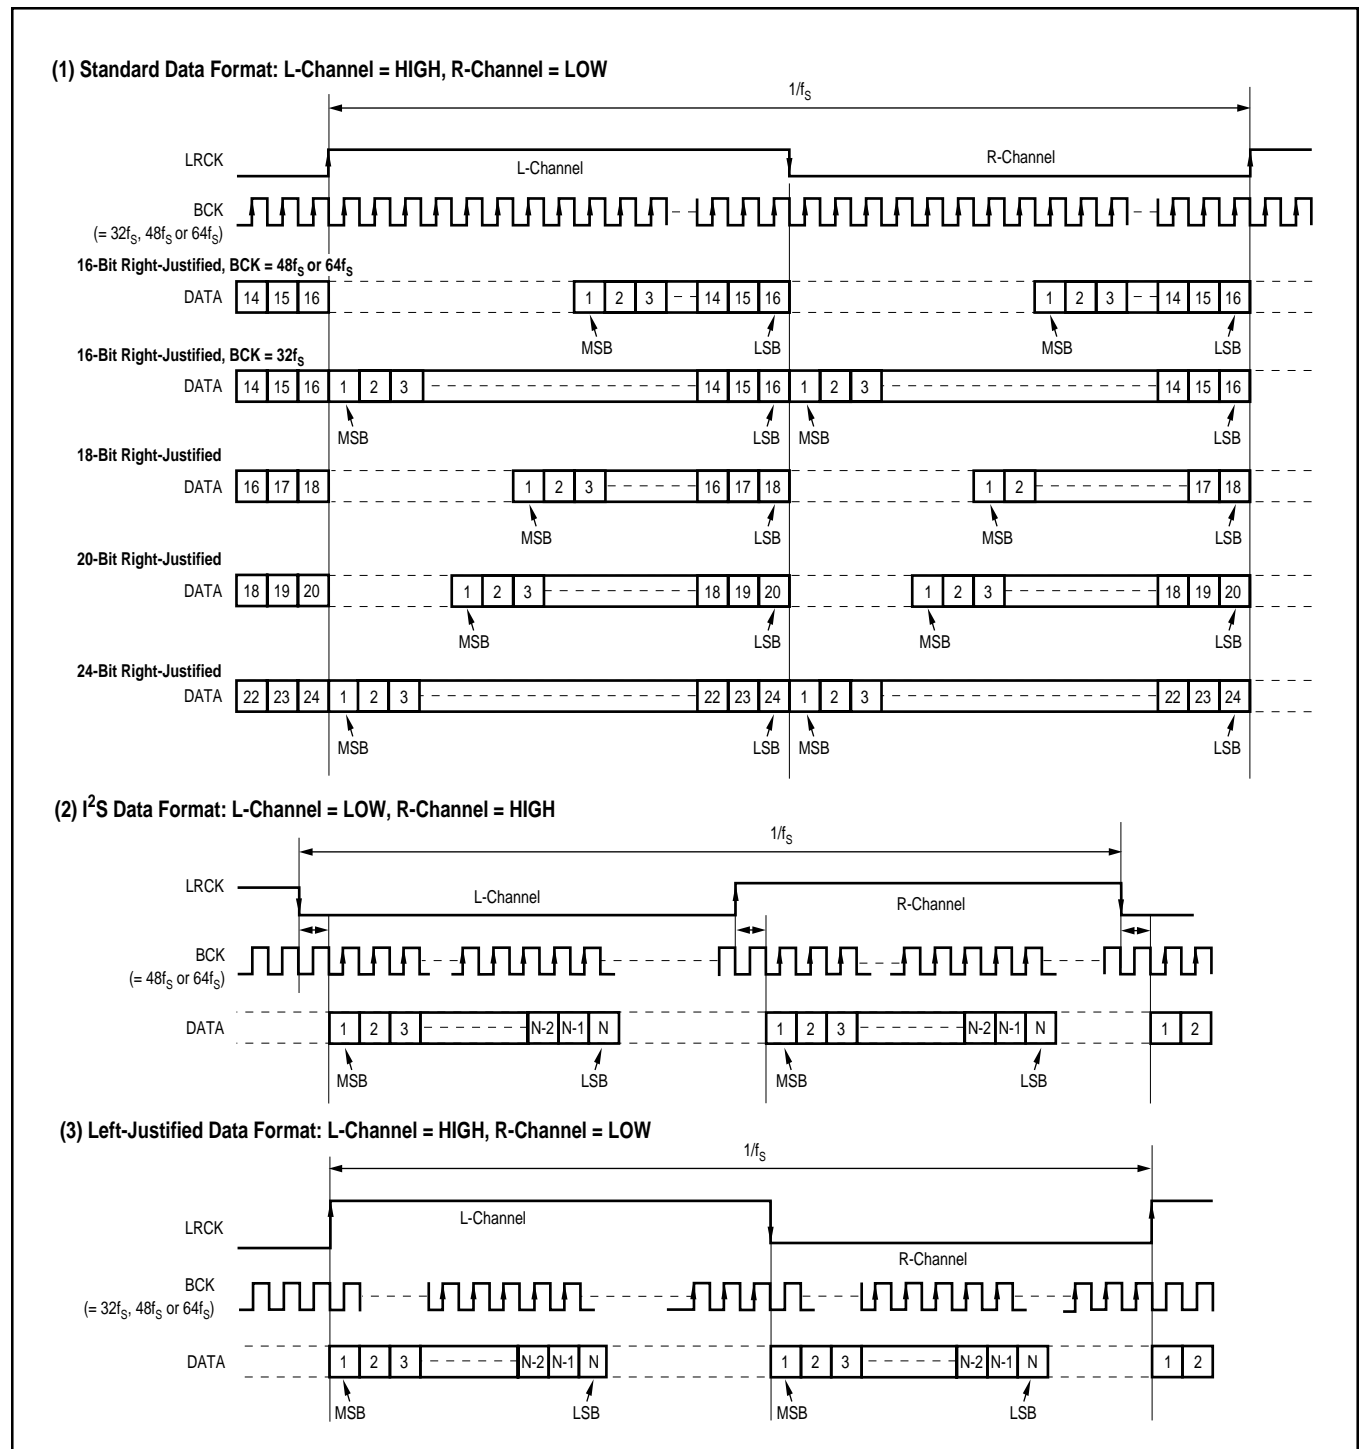 (1) Standard Data Format: L-Channel = HIGH, R-Channel = LOW
1/fS
LRCK
L-Channel
R-Channel
BCK
(= 32fS, 48fS or 64fS)
16-Bit Right-Justified, BCK = 48fS or 64fS
DATA 14 15 16 1 2 3 14 15 16 1 2 3 14 15 16
MSB LSB MSB LSB
16-Bit Right-Justified, BCK = 32fS
DATA 14 15 16 1 2 3 14 15 16 1 2 3 14 15 16
MSB LSB MSB LSB
18-Bit Right-Justified
DATA 16 17 18 1 2 3 16 17 18 1 2 17 18
MSB LSB MSB LSB
20-Bit Right-Justified
DATA 18 19 20 1 2 3 18 19 20 1 2 3 18 19 20
MSB LSB MSB LSB
24-Bit Right-Justified
DATA 22 23 24 1 2 3 22 23 24 1 2 3 22 23 24
MSB LSB MSB LSB
(2) I2S Data Format: L-Channel = LOW, R-Channel = HIGH
1/fS
LRCK
L-Channel
R-Channel
BCK
(= 48fS or 64fS)
DATA 1 2 3 N-2 N-1 N 1 2 3 N-2 N-1 N 1 2
MSB LSB MSB LSB
(3) Left-Justified Data Format: L-Channel = HIGH, R-Channel = LOW
1/fS
LRCK
L-Channel
R-Channel
BCK
(= 32fS, 48fS or 64fS)
DATA 1 2 3 N-2 N-1 N 1 2 3 N-2 N-1 N 1 2
MSB LSB MSB LSB